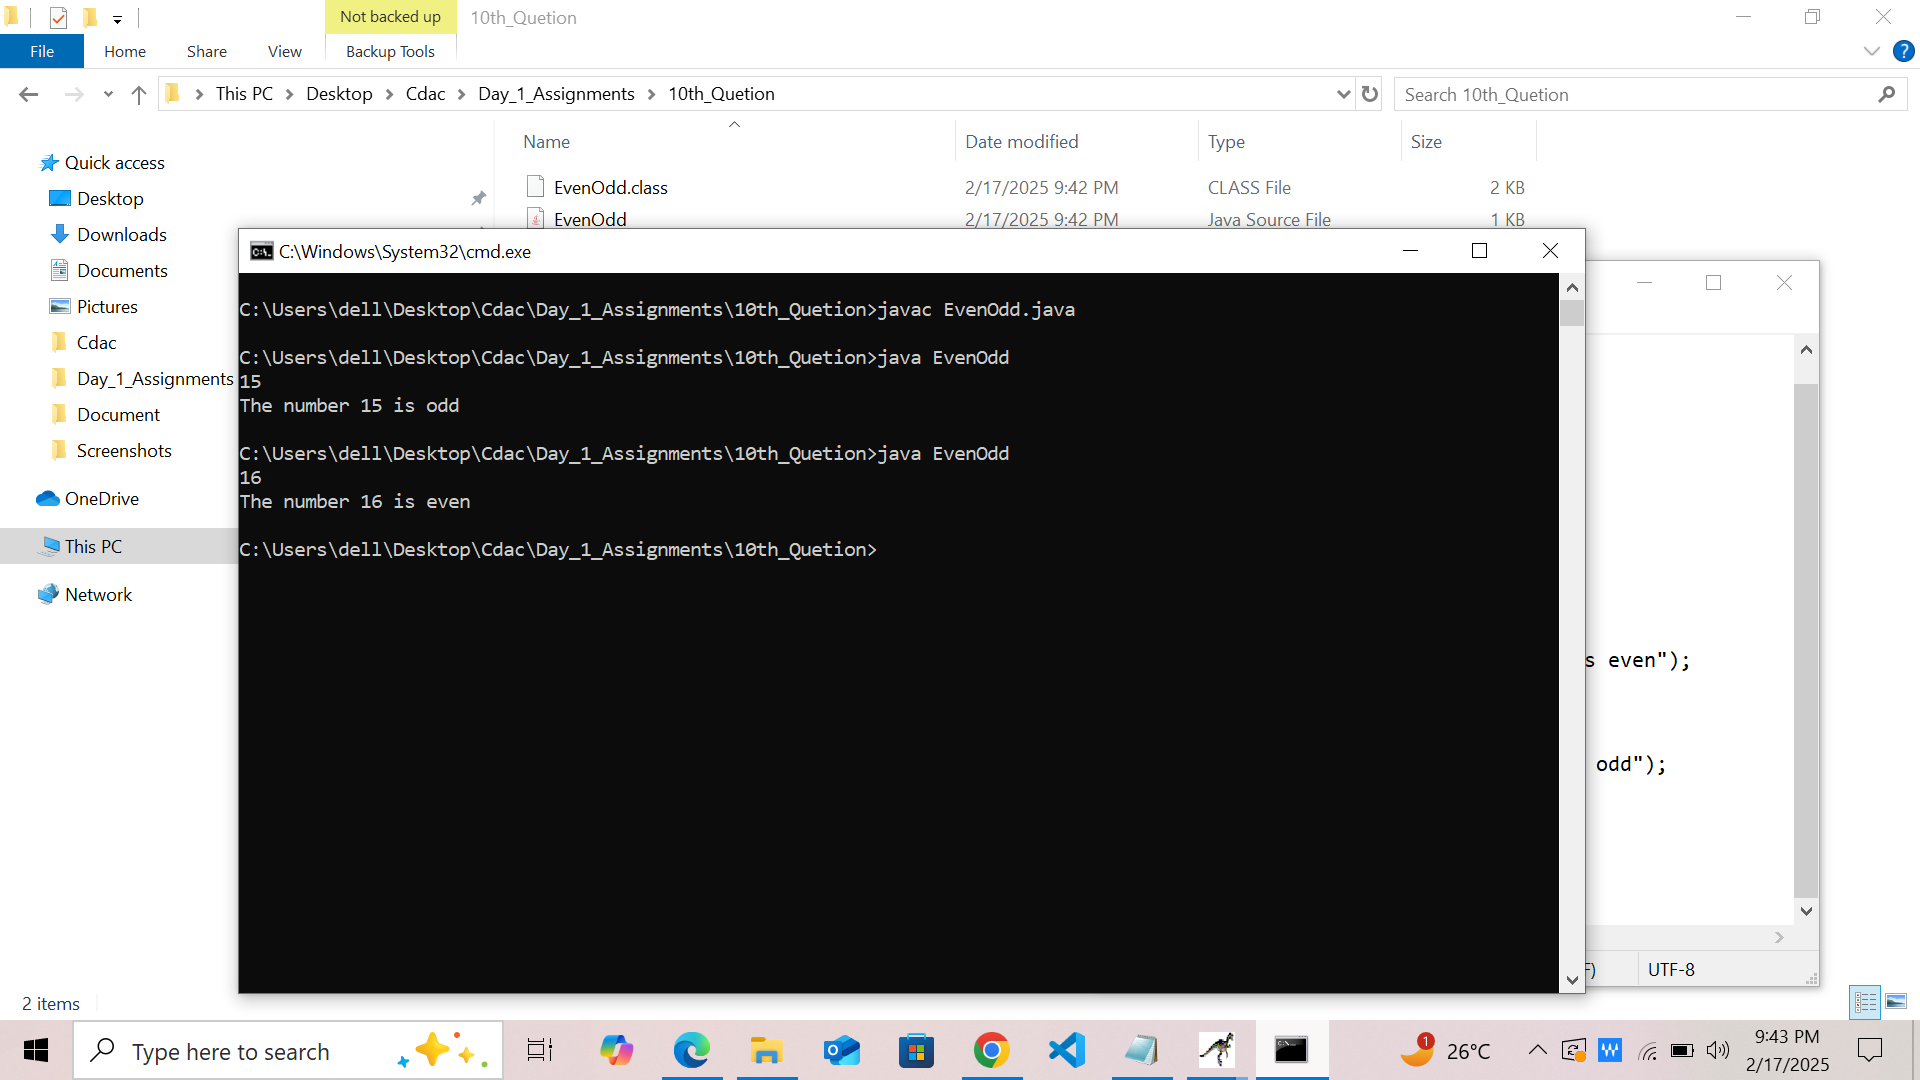 Not backed up
10th_Quetion
File
Home
Share
View
Backup Tools
?
This PC
Desktop
Cdac
Day_1_Assignments
10th_Quetion
Search 10th_Quetion
Name
Date modified
Type
Size
Quick access
Desktop
Downloads
Documents
Pictures
Cdac
Day_1_Assignments
Document
Screenshots
OneDrive
This PC
Network
EvenOdd.class
2/17/2025 9:42 PM
CLASS File
2 KB
EvenOdd
2/17/2025 9:42 PM
Java Source File
1 KB
C:\Windows\System32\cmd.exe
C:\Users\dell\Desktop\Cdac\Day_1_Assignments\10th_Quetion>javac EvenOdd.java
C:\Users\dell\Desktop\Cdac\Day_1_Assignments\10th_Quetion>java EvenOdd
15
The number 15 is odd
C:\Users\dell\Desktop\Cdac\Day_1_Assignments\10th_Quetion>java EvenOdd
16
The number 16 is even
C:\Users\dell\Desktop\Cdac\Day_1_Assignments\10th_Quetion>
s even");
odd");
F)
UTF-8
2 items
Type here to search
1
26°C
W
9:43 PM
2/17/2025